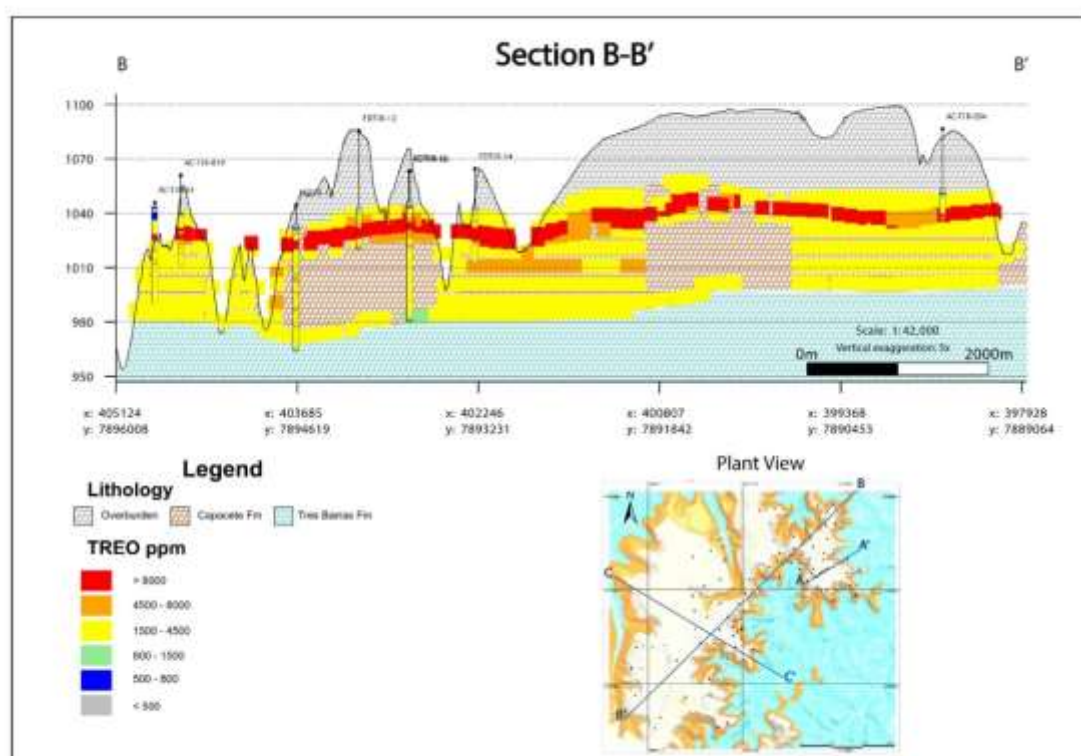 Section B-B'
B
B'
1100
1070
1040
1010
980
950
Scale: 1:42,000
Vertical exaggeration: 5x
0m
2000m
x: 405124
y: 7896008
x: 403685
y: 7894619
x: 402246
y: 7893231
x: 400807
y: 7891842
x: 399368
y: 7890453
x: 397928
y: 7889064
Legend
Lithology
Overburden
Capacete Fm
Tres Barras Fm
TREO ppm
> 8000
4500 - 8000
1500 - 4500
800 - 1500
500 - 800
< 500
Plant View
N
B
A'
A
C
C'
B'